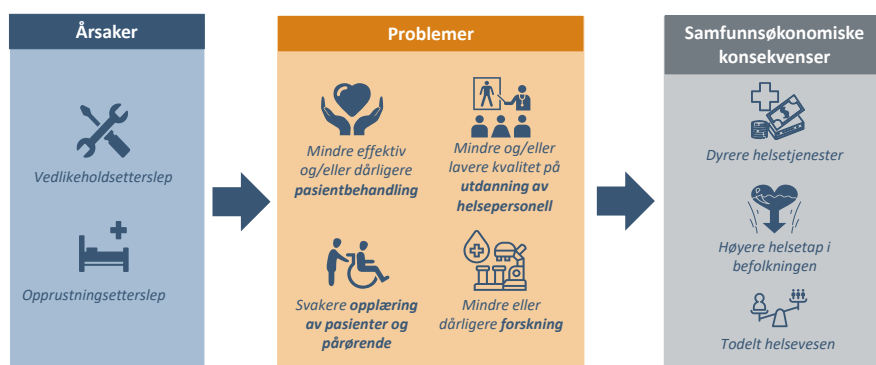 Årsaker
Vedlikeholdsetterslep
Opprustningsetterslep
Problemer
Mindre effektiv
og/eller dårligere
pasientbehandling
Mindre og/eller
lavere kvalitet på
utdanning av
helsepersonell
Svakere opplæring
av pasienter og
pårørende
Mindre eller
dårligere forskning
Samfunnsøkonomiske
konsekvenser
Dyrere helsetjenester
Høyere helsetap i
befolkningen
Todelt helsevesen